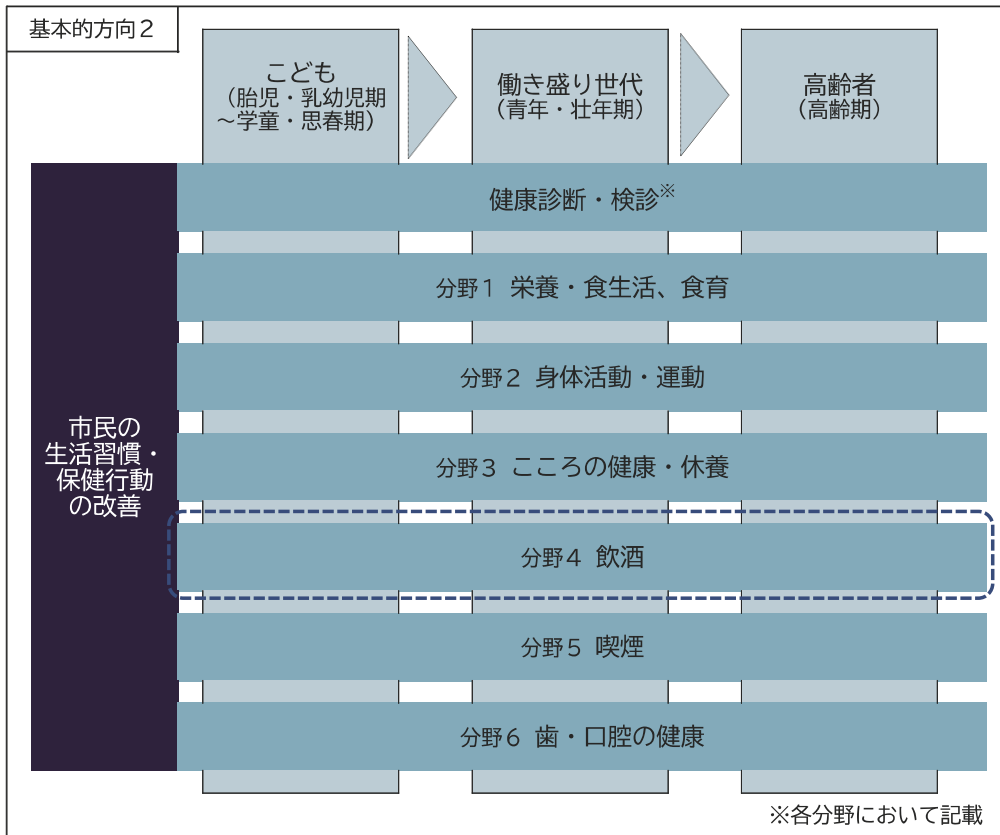 基本的方向２
こども
（胎児・乳幼児期
～学童・思春期）
働き盛り世代
（青年・壮年期）
高齢者
（高齢期）
市民の
生活習慣・
保健行動
の改善
健康診断・検診※
分野１ 栄養・食生活、食育
分野２ 身体活動・運動
分野３ こころの健康・休養
分野４ 飲酒
分野５ 喫煙
分野６ 歯・口腔の健康
※各分野において記載